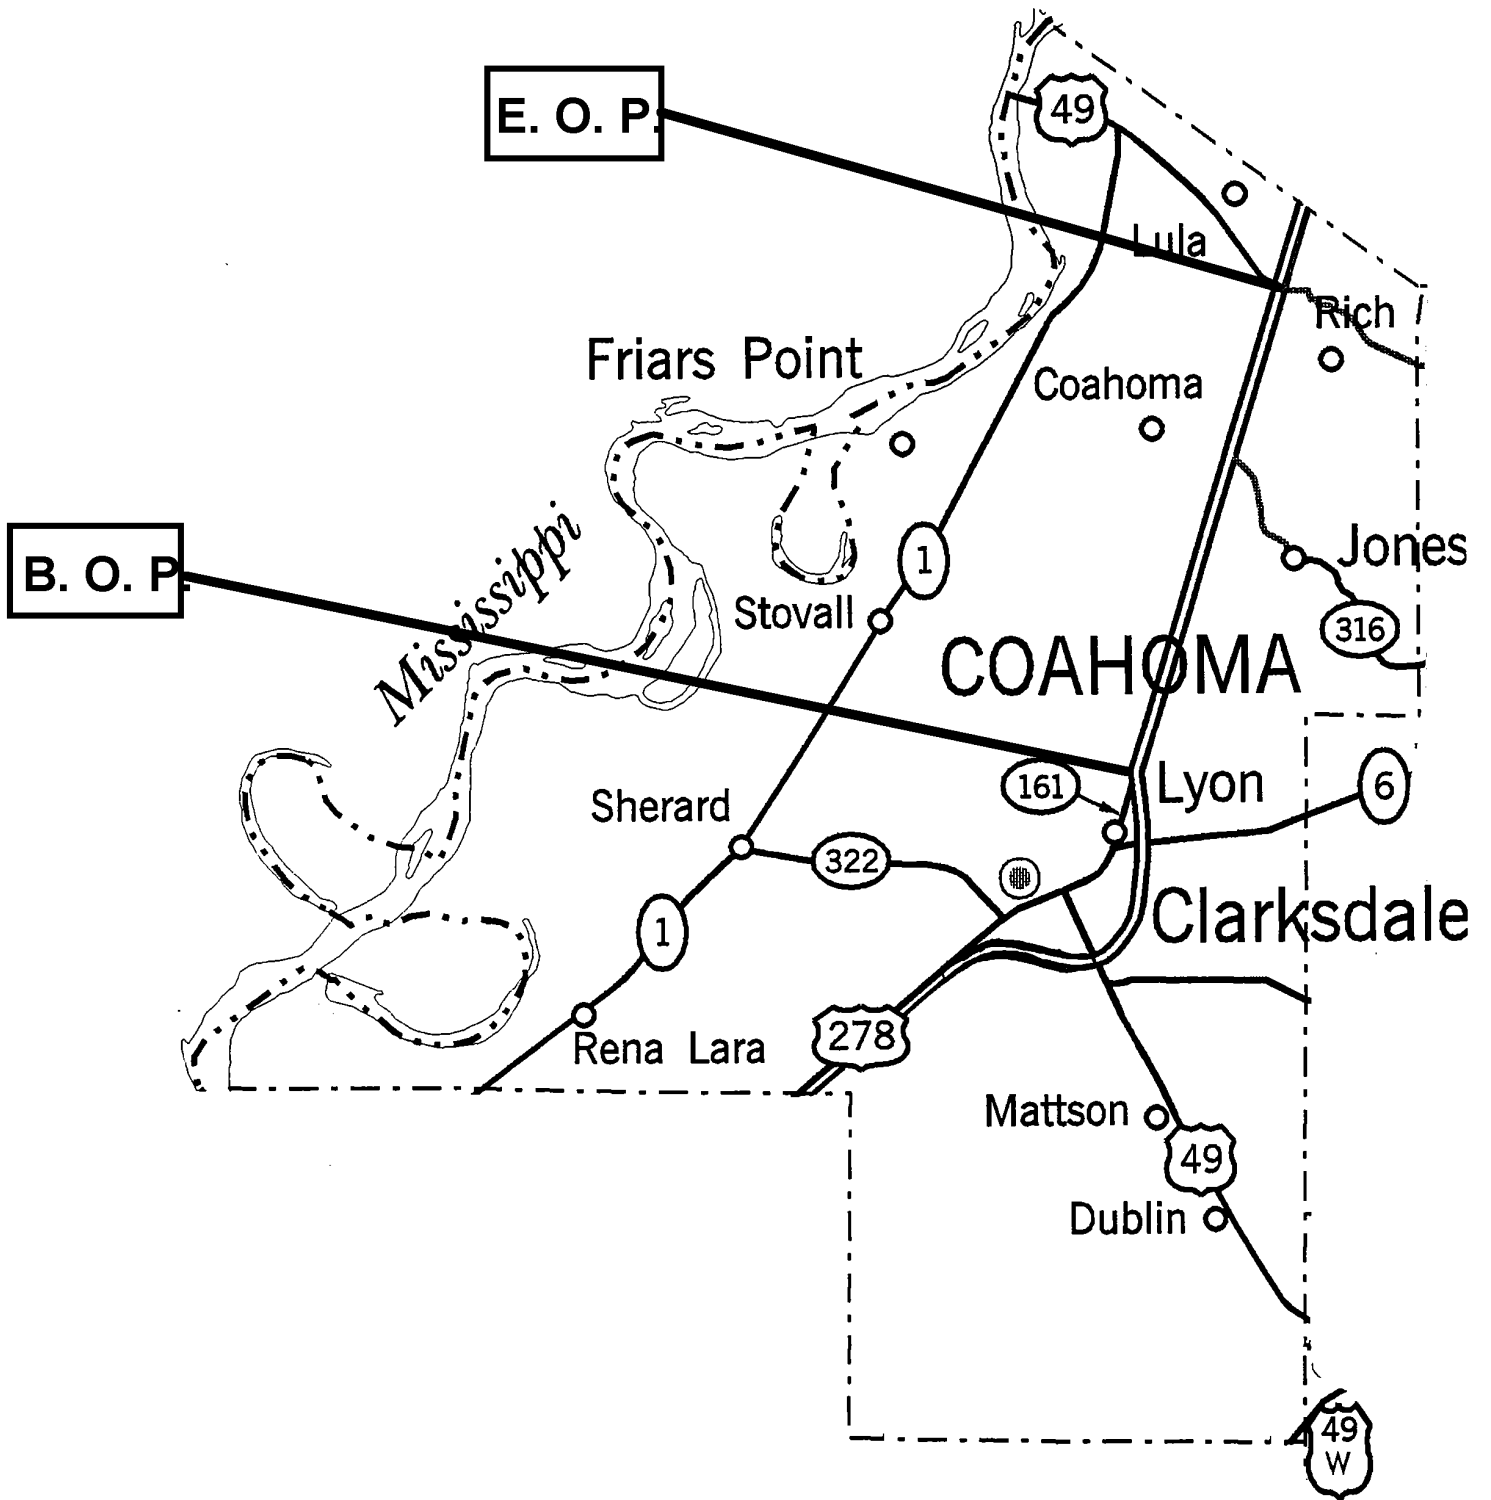 49
E. O. P.
Lula
Rich
Friars Point
Coahoma
1
Jones
B. O. P.
Mississippi
Stovall
316
COAHOMA
161
Lyon
6
Sherard
322
1
Clarksdale
278
Rena Lara
Mattson
49
Dublin
49
W